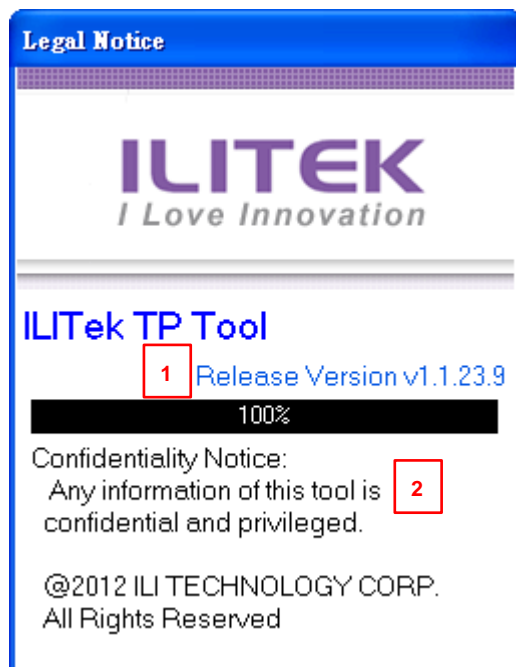 Legal Notice
ILITEK
I Love Innovation
ILITek TP Tool
1 Release Version v1.1.23.9
100%
Confidentiality Notice:
Any information of this tool is 2
confidential and privileged.
@2012 ILI TECHNOLOGY CORP.
All Rights Reserved